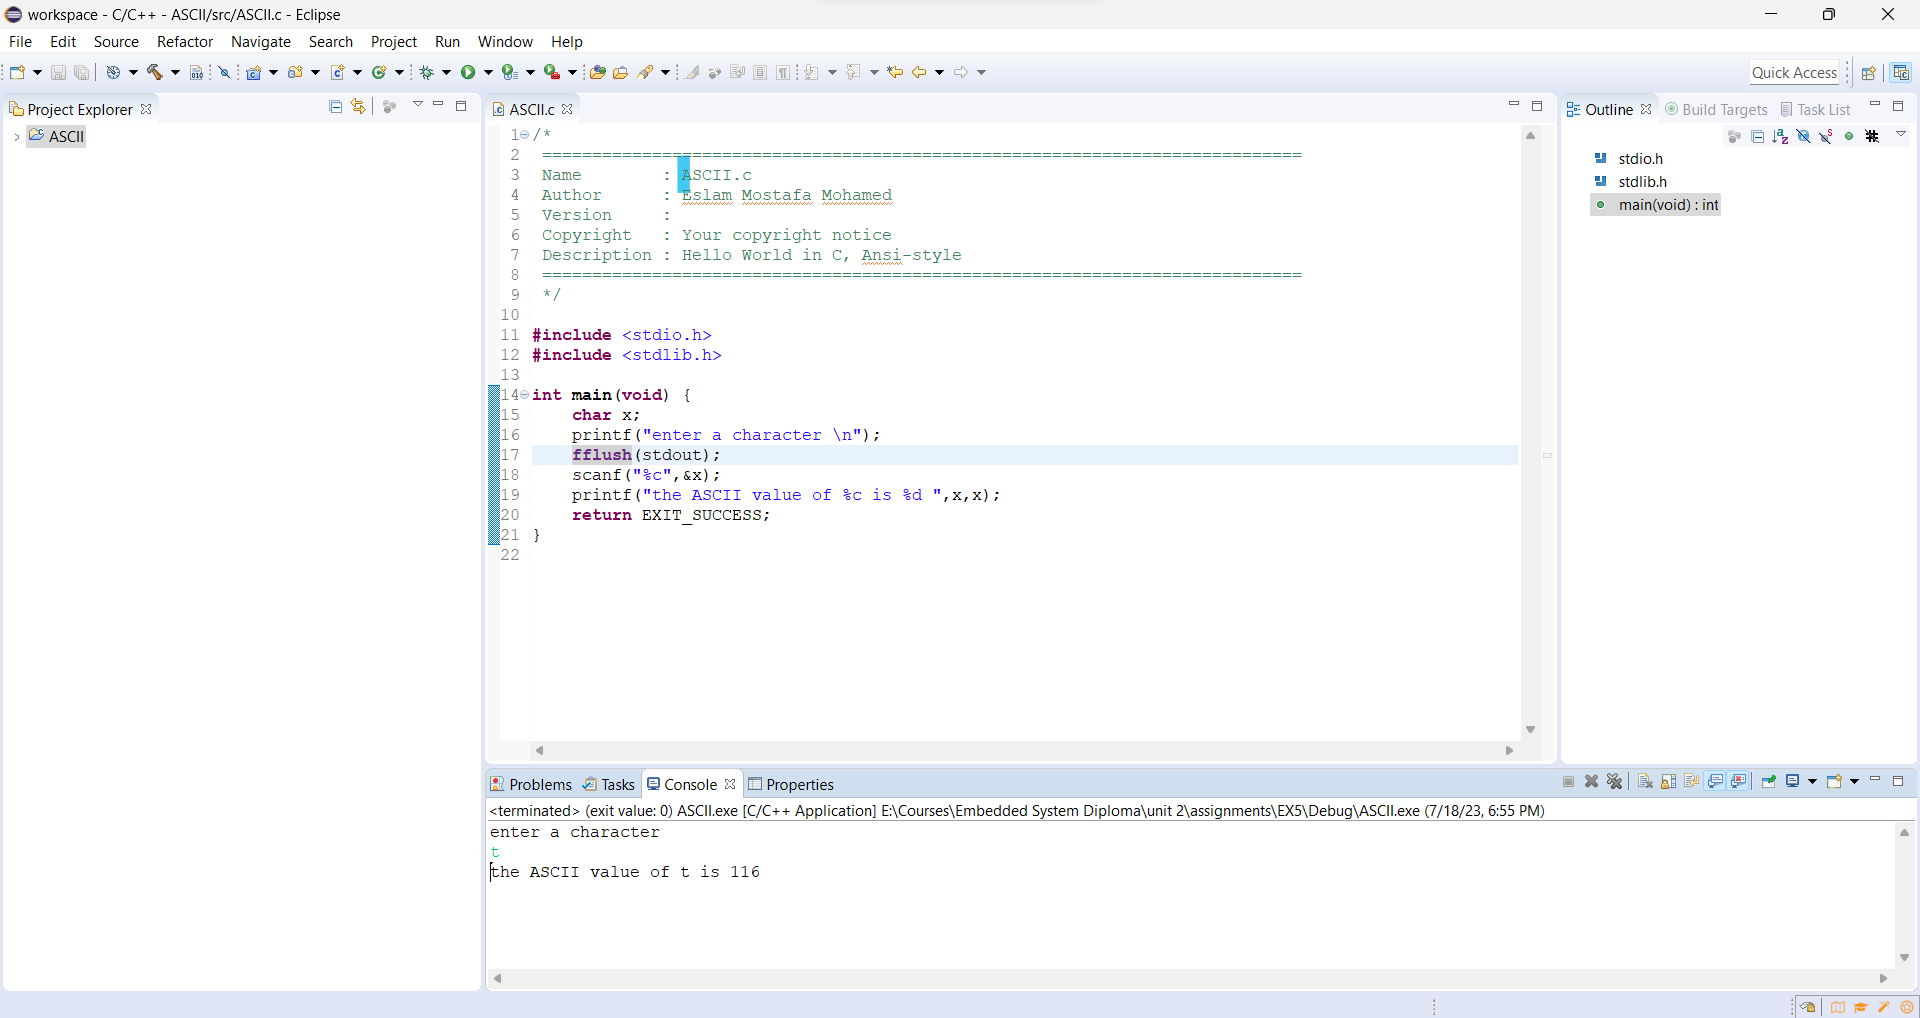 workspace - C/C++ - ASCII/src/ASCII.c - Eclipse
File Edit Source Refactor Navigate Search Project Run Window Help
Quick Access
Project Explorer
ASCII
ASCII.c
1 /*
2 ============================================================================
3 Name        : ASCII.c
4 Author      : Eslam Mostafa Mohamed
5 Version     :
6 Copyright   : Your copyright notice
7 Description : Hello World in C, Ansi-style
8 ============================================================================
9 */
10
11 #include <stdio.h>
12 #include <stdlib.h>
13
14 int main(void) {
15     char x;
16     printf("enter a character \n");
17     fflush(stdout);
18     scanf("%c",&x);
19     printf("the ASCII value of %c is %d ",x,x);
20     return EXIT_SUCCESS;
21 }
22
Outline Build Targets Task List
stdio.h
stdlib.h
main(void) : int
Problems Tasks Console Properties
<terminated> (exit value: 0) ASCII.exe [C/C++ Application] E:\Courses\Embedded System Diploma\unit 2\assignments\EX5\Debug\ASCII.exe (7/18/23, 6:55 PM)
enter a character
t
the ASCII value of t is 116